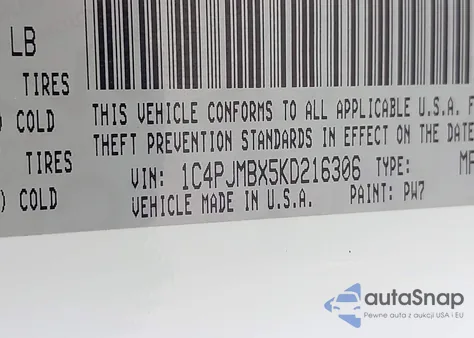 LB
TIRES
) COLD
THIS VEHICLE CONFORMS TO ALL APPLICABLE U.S.A. F
THEFT PREVENTION STANDARDS IN EFFECT ON THE DATE
TIRES
VIN: 1C4PJMBX5KD216306 TYPE: MP
) COLD
VEHICLE MADE IN U.S.A. PAINT: PW7
autoSnap
Pewne auta z aukcji USA i EU